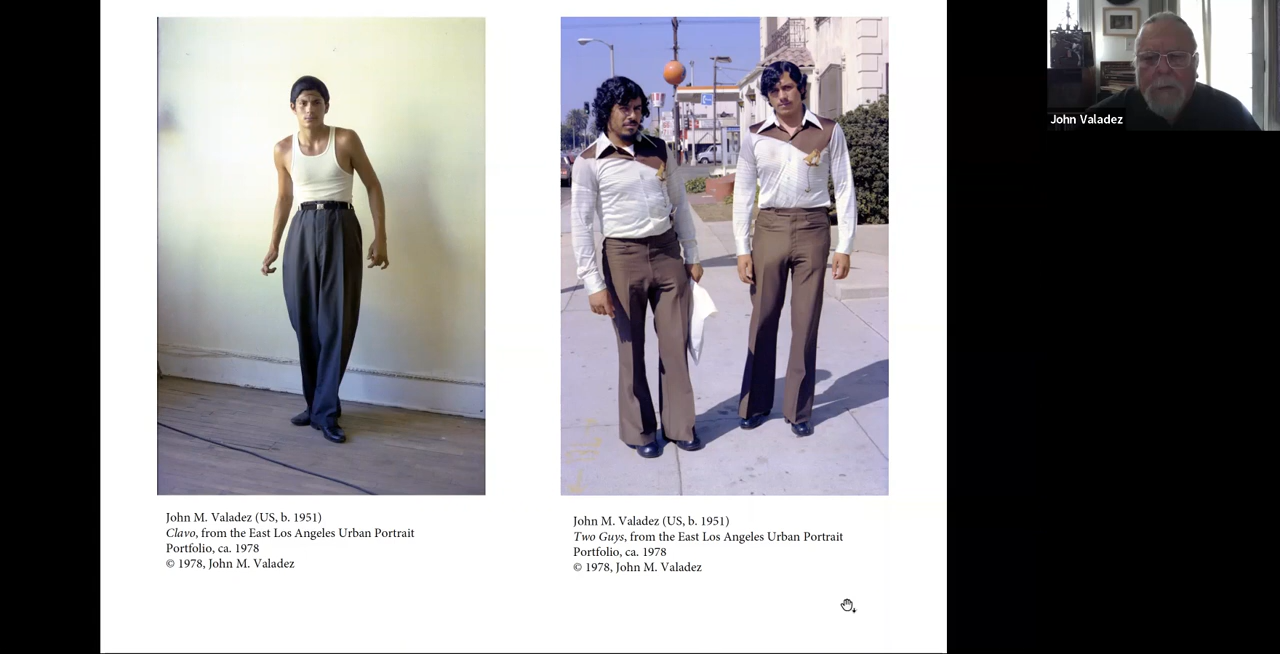 John M. Valadez (US, b. 1951)
Clavo, from the East Los Angeles Urban Portrait
Portfolio, ca. 1978
© 1978, John M. Valadez
John M. Valadez (US, b. 1951)
Two Guys, from the East Los Angeles Urban Portrait
Portfolio, ca. 1978
© 1978, John M. Valadez
John Valadez